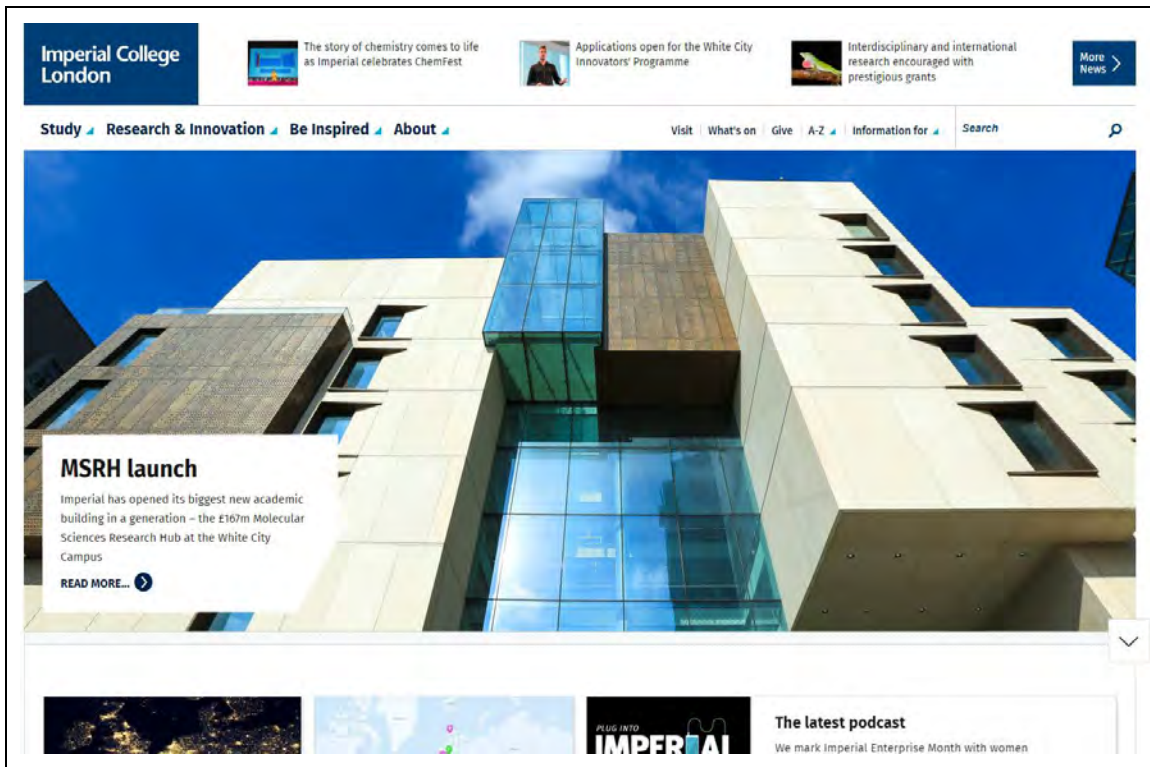 Imperial College
London
The story of chemistry comes to life
as Imperial celebrates ChemFest
Applications open for the White City
Innovators' Programme
Interdisciplinary and international
research encouraged with
prestigious grants
More
News
Study Research & Innovation Be Inspired About
Visit What's on Give A-Z Information for Search
MSRH launch
Imperial has opened its biggest new academic
building in a generation – the £167m Molecular
Sciences Research Hub at the White City
Campus
READ MORE...
PLUG INTO
IMPERIAL
The latest podcast
We mark Imperial Enterprise Month with women